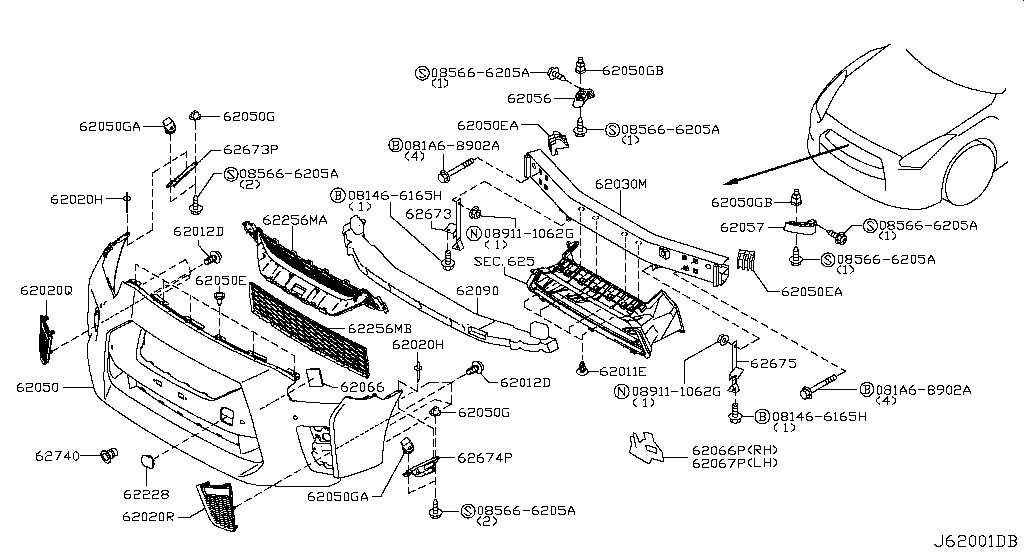 Ⓢ08566-6205A
(1)
62050GB
62056
62050EA
Ⓢ08566-6205A
(1)
62050GA
62050G
62673P
Ⓢ08566-6205A
(2)
Ⓑ081A6-8902A
(4)
62020H
Ⓑ08146-6165H
(1)
62673
62030M
62050GB
62057
Ⓢ08566-6205A
(1)
62256MA
62012D
Ⓝ08911-1062G
(1)
SEC.625
Ⓢ08566-6205A
(1)
62050E
62090
62050EA
62020Q
62256MB
62020H
62011E
62675
62050
62066
62012D
Ⓝ08911-1062G
(1)
Ⓑ081A6-8902A
(4)
62050G
Ⓑ08146-6165H
(1)
62740
62674P
62066P(RH)
62067P(LH)
62228
62050GA
62020R
Ⓢ08566-6205A
(2)
J62001DB